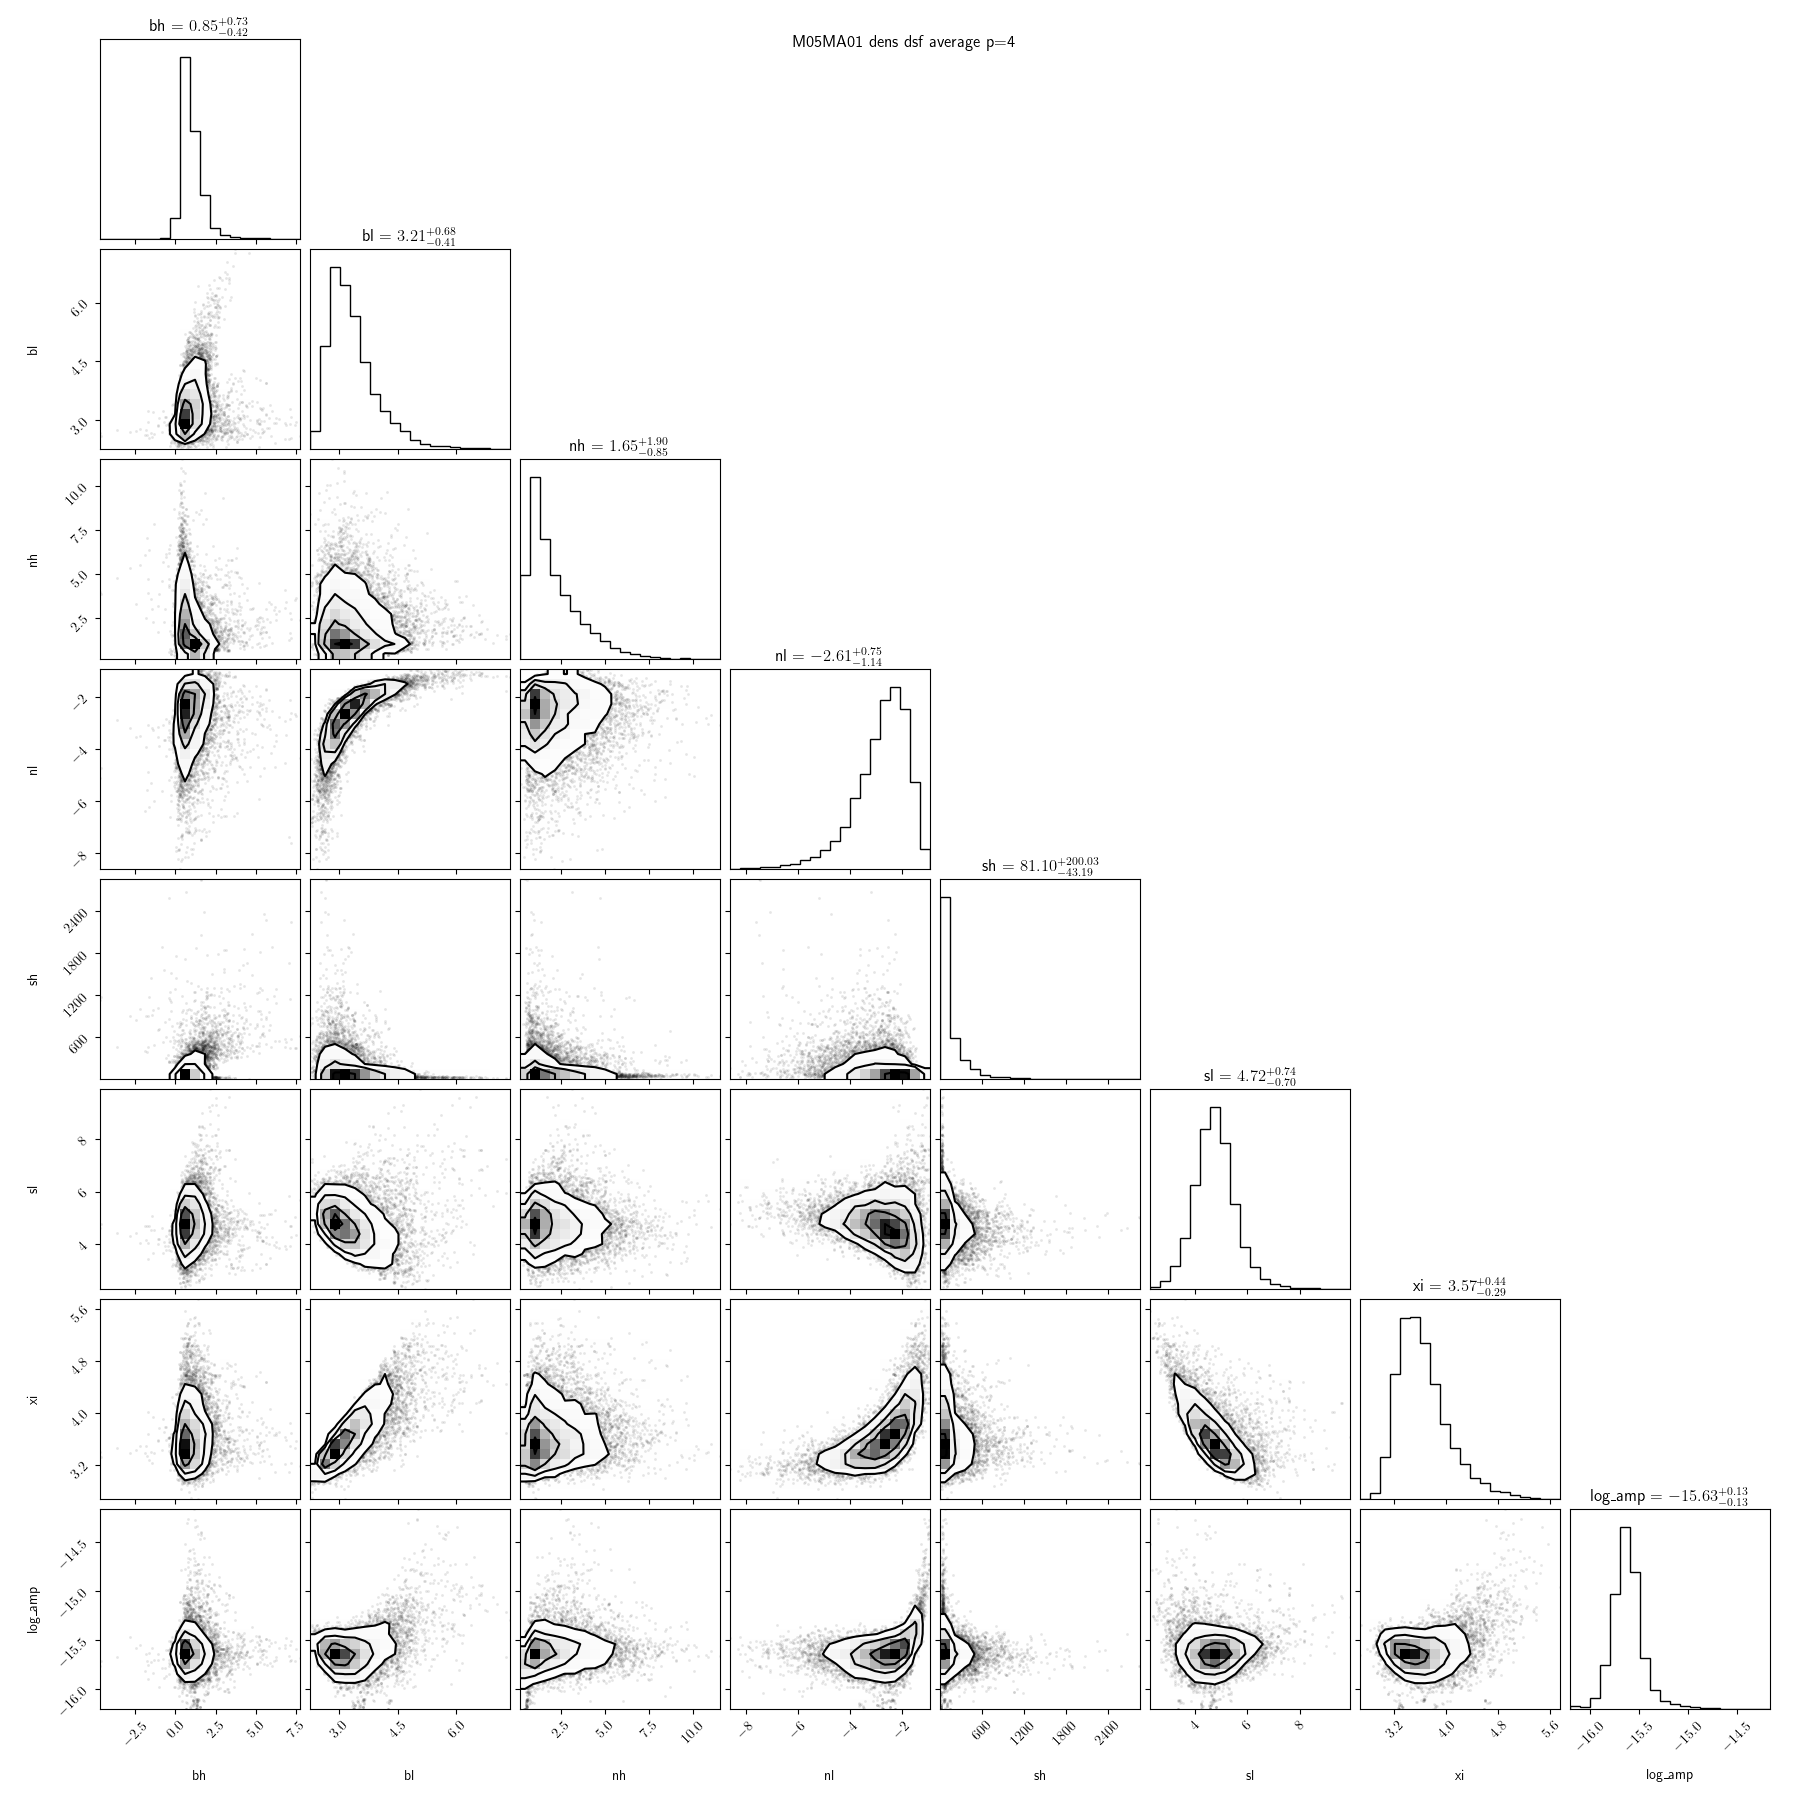 bh = 0.85^{+0.73}_{-0.42}
M05MA01 dens dsf average p=4
bl = 3.21^{+0.68}_{-0.41}
6.0
4.5
3.0
bl
nh = 1.65^{+1.90}_{-0.85}
10.0
7.5
5.0
2.5
nh
nl = −2.61^{+0.75}_{-1.14}
−2
−4
−6
−8
nl
sh = 81.10^{+200.03}_{-43.19}
2400
1800
1200
600
sh
sl = 4.72^{+0.74}_{-0.70}
8
6
4
sl
xi = 3.57^{+0.44}_{-0.29}
5.6
4.8
4.0
3.2
xi
log_amp = −15.63^{+0.13}_{-0.13}
−14.5
−15.0
−15.5
−16.0
log_amp
−2.5 0.0 2.5 5.0 7.5 3.0 4.5 6.0 2.5 5.0 7.5 10.0 −8 −6 −4 −2 600 1200 1800 2400 4 6 8 3.2 4.0 4.8 5.6 −16.0 −15.5 −15.0 −14.5
bh bl nh nl sh sl xi log_amp